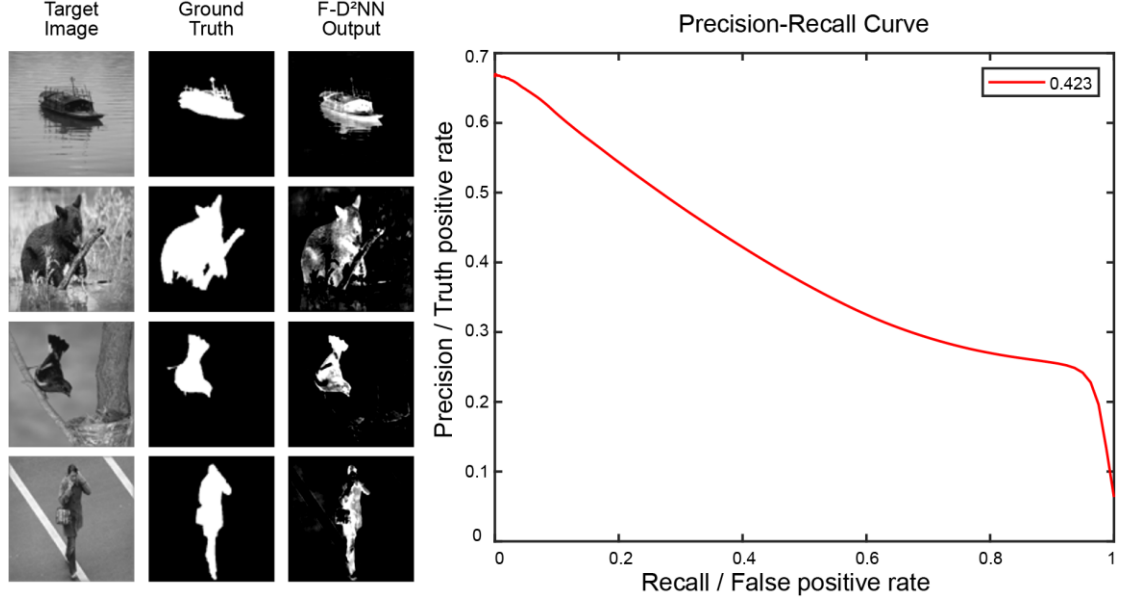 Target
Image
Ground
Truth
F-D²NN
Output
Precision-Recall Curve
0.423
Precision / Truth positive rate
0.7
0.6
0.5
0.4
0.3
0.2
0.1
0
0
0.2
0.4
0.6
0.8
1
Recall / False positive rate